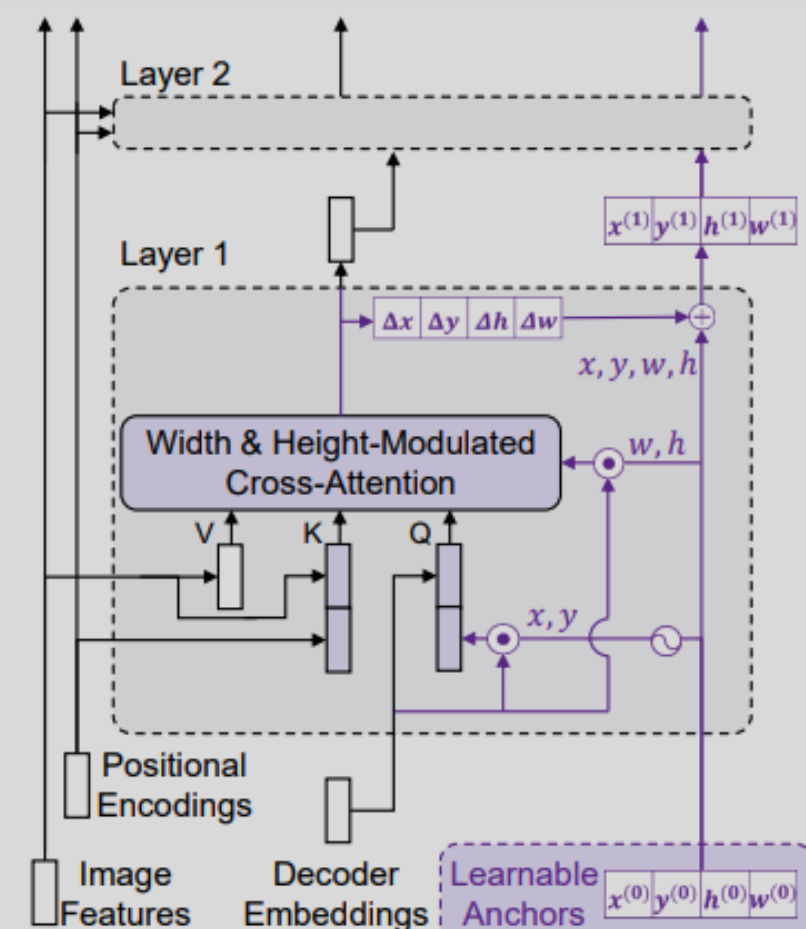 Layer 2
x⁽¹⁾ y⁽¹⁾ h⁽¹⁾ w⁽¹⁾
Layer 1
Δx Δy Δh Δw
x, y, w, h
Width & Height-Modulated
Cross-Attention
w, h
V K Q
x, y
Positional
Encodings
Image
Features
Decoder
Embeddings
Learnable
Anchors
x⁽⁰⁾ y⁽⁰⁾ h⁽⁰⁾ w⁽⁰⁾